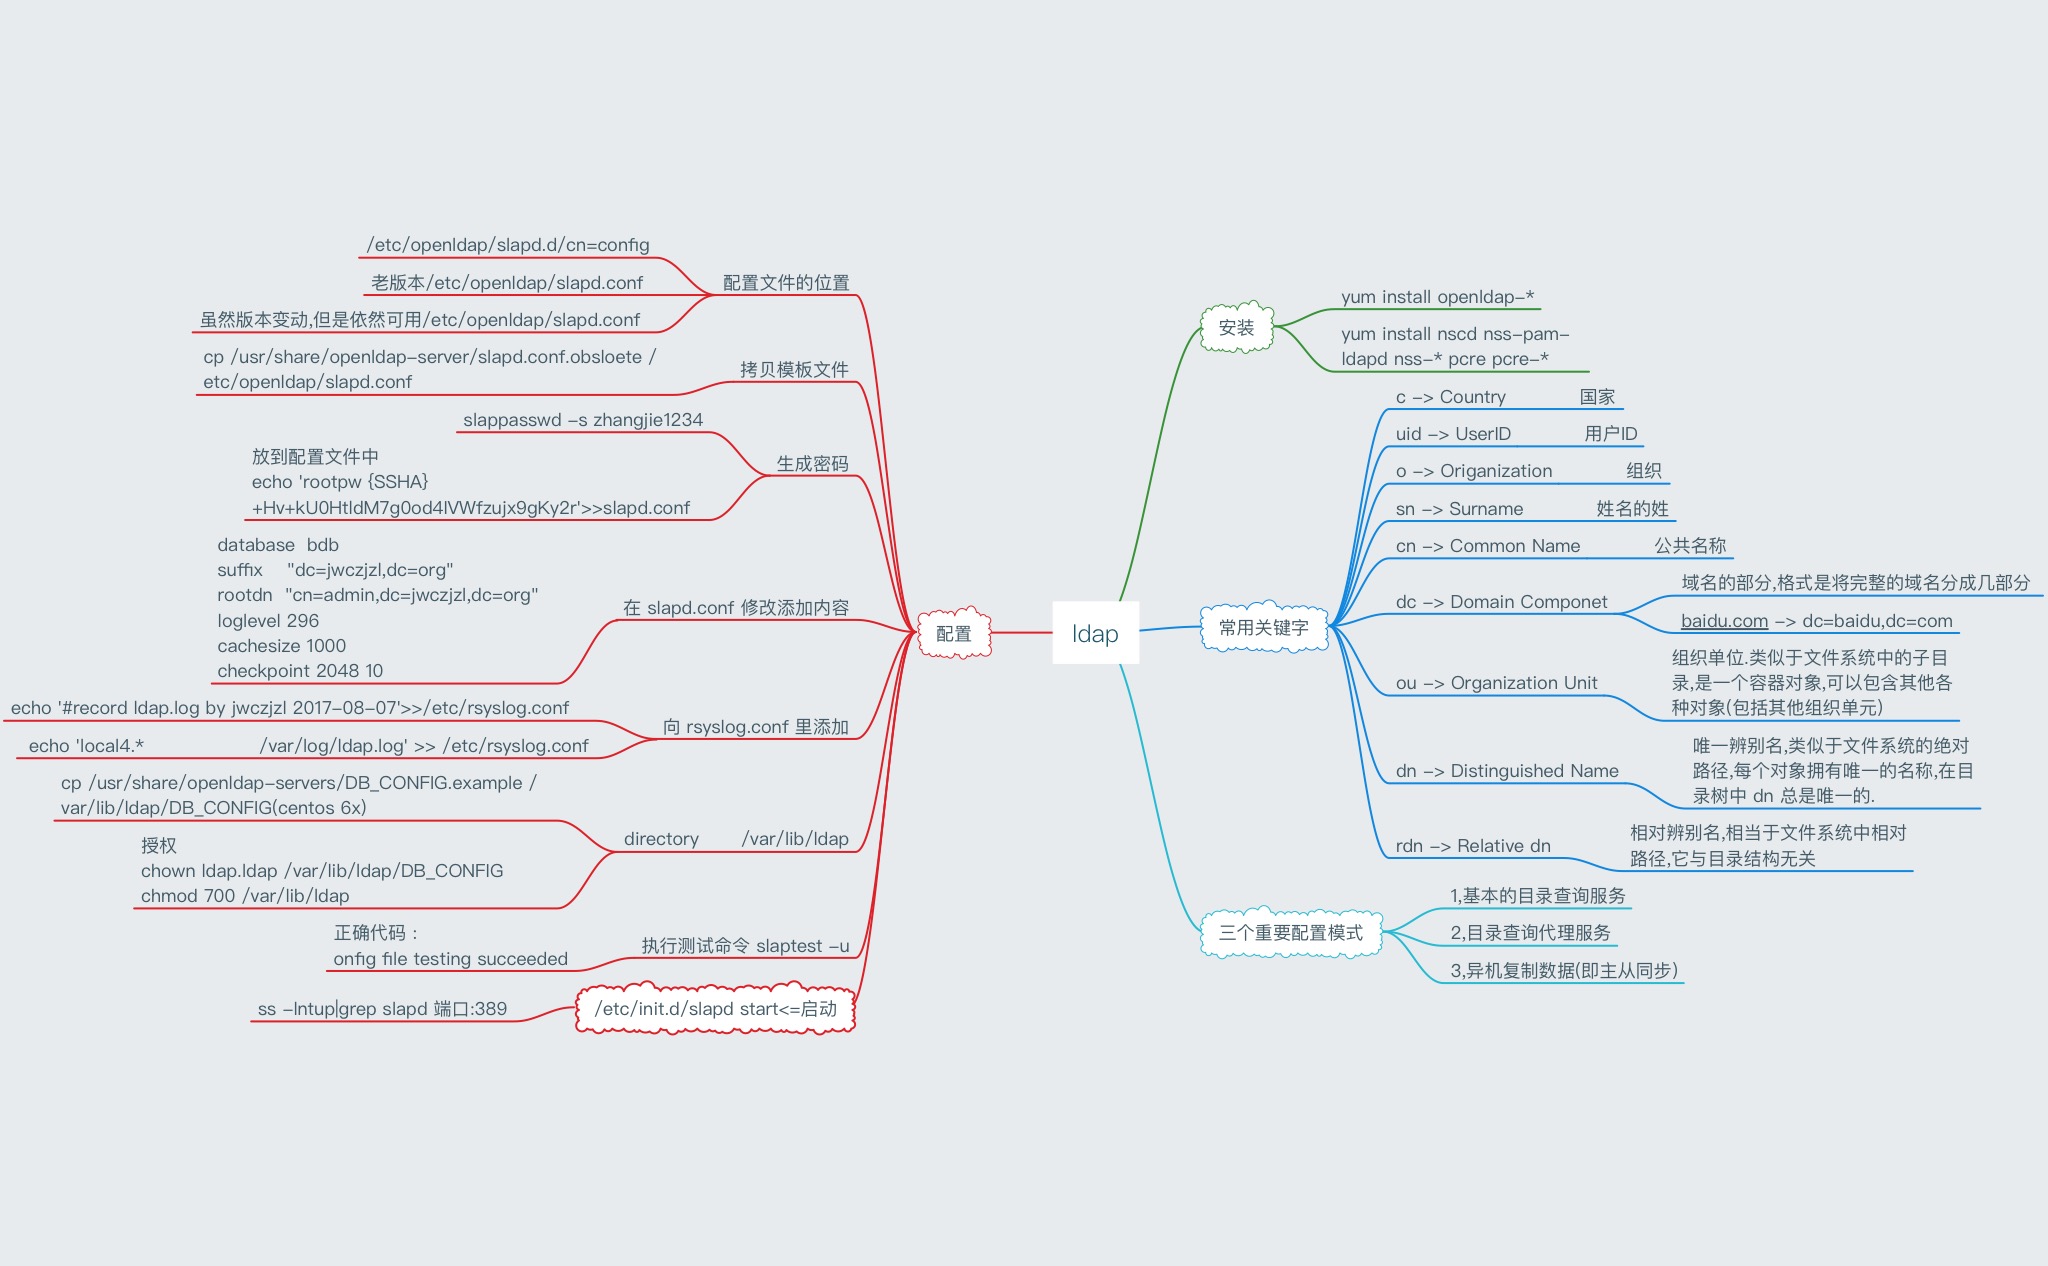 ldap
安装
yum install openldap-*
yum install nscd nss-pam-
ldapd nss-* pcre pcre-*
常用关键字
c -> Country 国家
uid -> UserID 用户ID
o -> Origanization 组织
sn -> Surname 姓名的姓
cn -> Common Name 公共名称
dc -> Domain Componet
域名的部分,格式是将完整的域名分成几部分
baidu.com -> dc=baidu,dc=com
ou -> Organization Unit
组织单位.类似于文件系统中的子目
录,是一个容器对象,可以包含其他各
种对象(包括其他组织单元)
dn -> Distinguished Name
唯一辨别名,类似于文件系统的绝对
路径,每个对象拥有唯一的名称,在目
录树中 dn 总是唯一的.
rdn -> Relative dn
相对辨别名,相当于文件系统中相对
路径,它与目录结构无关
三个重要配置模式
1,基本的目录查询服务
2,目录查询代理服务
3,异机复制数据(即主从同步)
配置
配置文件的位置
/etc/openldap/slapd.d/cn=config
老版本/etc/openldap/slapd.conf
虽然版本变动,但是依然可用/etc/openldap/slapd.conf
拷贝模板文件
cp /usr/share/openldap-server/slapd.conf.obsloete /
etc/openldap/slapd.conf
生成密码
slappasswd -s zhangjie1234
放到配置文件中
echo 'rootpw {SSHA}
+Hv+kU0HtldM7g0od4lVWfzujx9gKy2r'>>slapd.conf
在 slapd.conf 修改添加内容
database bdb
suffix "dc=jwczjzl,dc=org"
rootdn "cn=admin,dc=jwczjzl,dc=org"
loglevel 296
cachesize 1000
checkpoint 2048 10
向 rsyslog.conf 里添加
echo '#record ldap.log by jwczjzl 2017-08-07'>>/etc/rsyslog.conf
echo 'local4.* /var/log/ldap.log' >> /etc/rsyslog.conf
directory /var/lib/ldap
cp /usr/share/openldap-servers/DB_CONFIG.example /
var/lib/ldap/DB_CONFIG(centos 6x)
授权
chown ldap.ldap /var/lib/ldap/DB_CONFIG
chmod 700 /var/lib/ldap
执行测试命令 slaptest -u
正确代码：
onfig file testing succeeded
/etc/init.d/slapd start<=启动
ss -lntup|grep slapd 端口:389